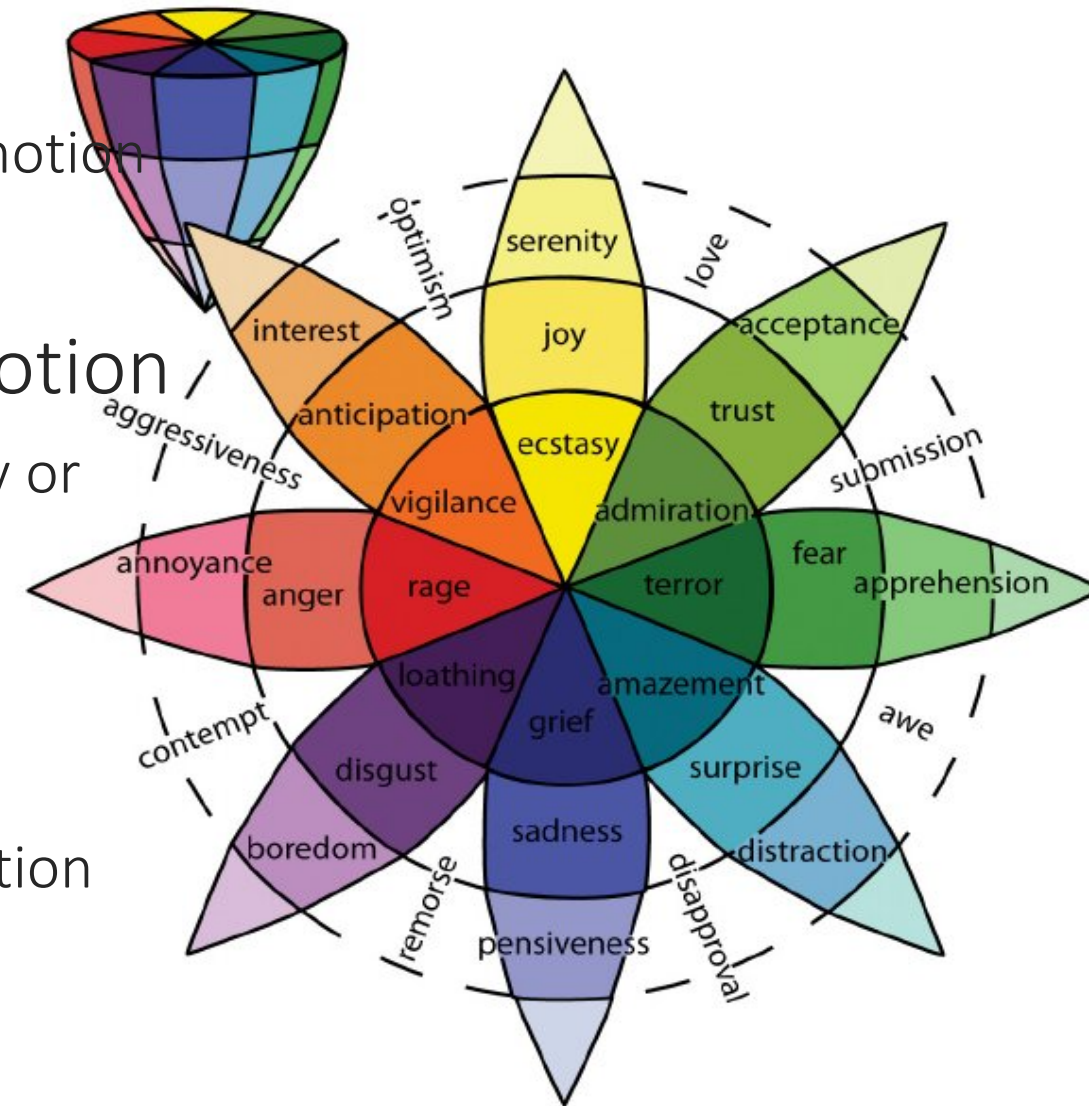 notion
otion
y or
tion
optimism
love
serenity
joy
ecstasy
interest
anticipation
vigilance
acceptance
trust
admiration
aggressiveness
submission
annoyance
anger
rage
terror
fear
apprehension
loathing
disgust
boredom
contempt
grief
sadness
pensiveness
amazement
surprise
distraction
awe
remorse
disapproval